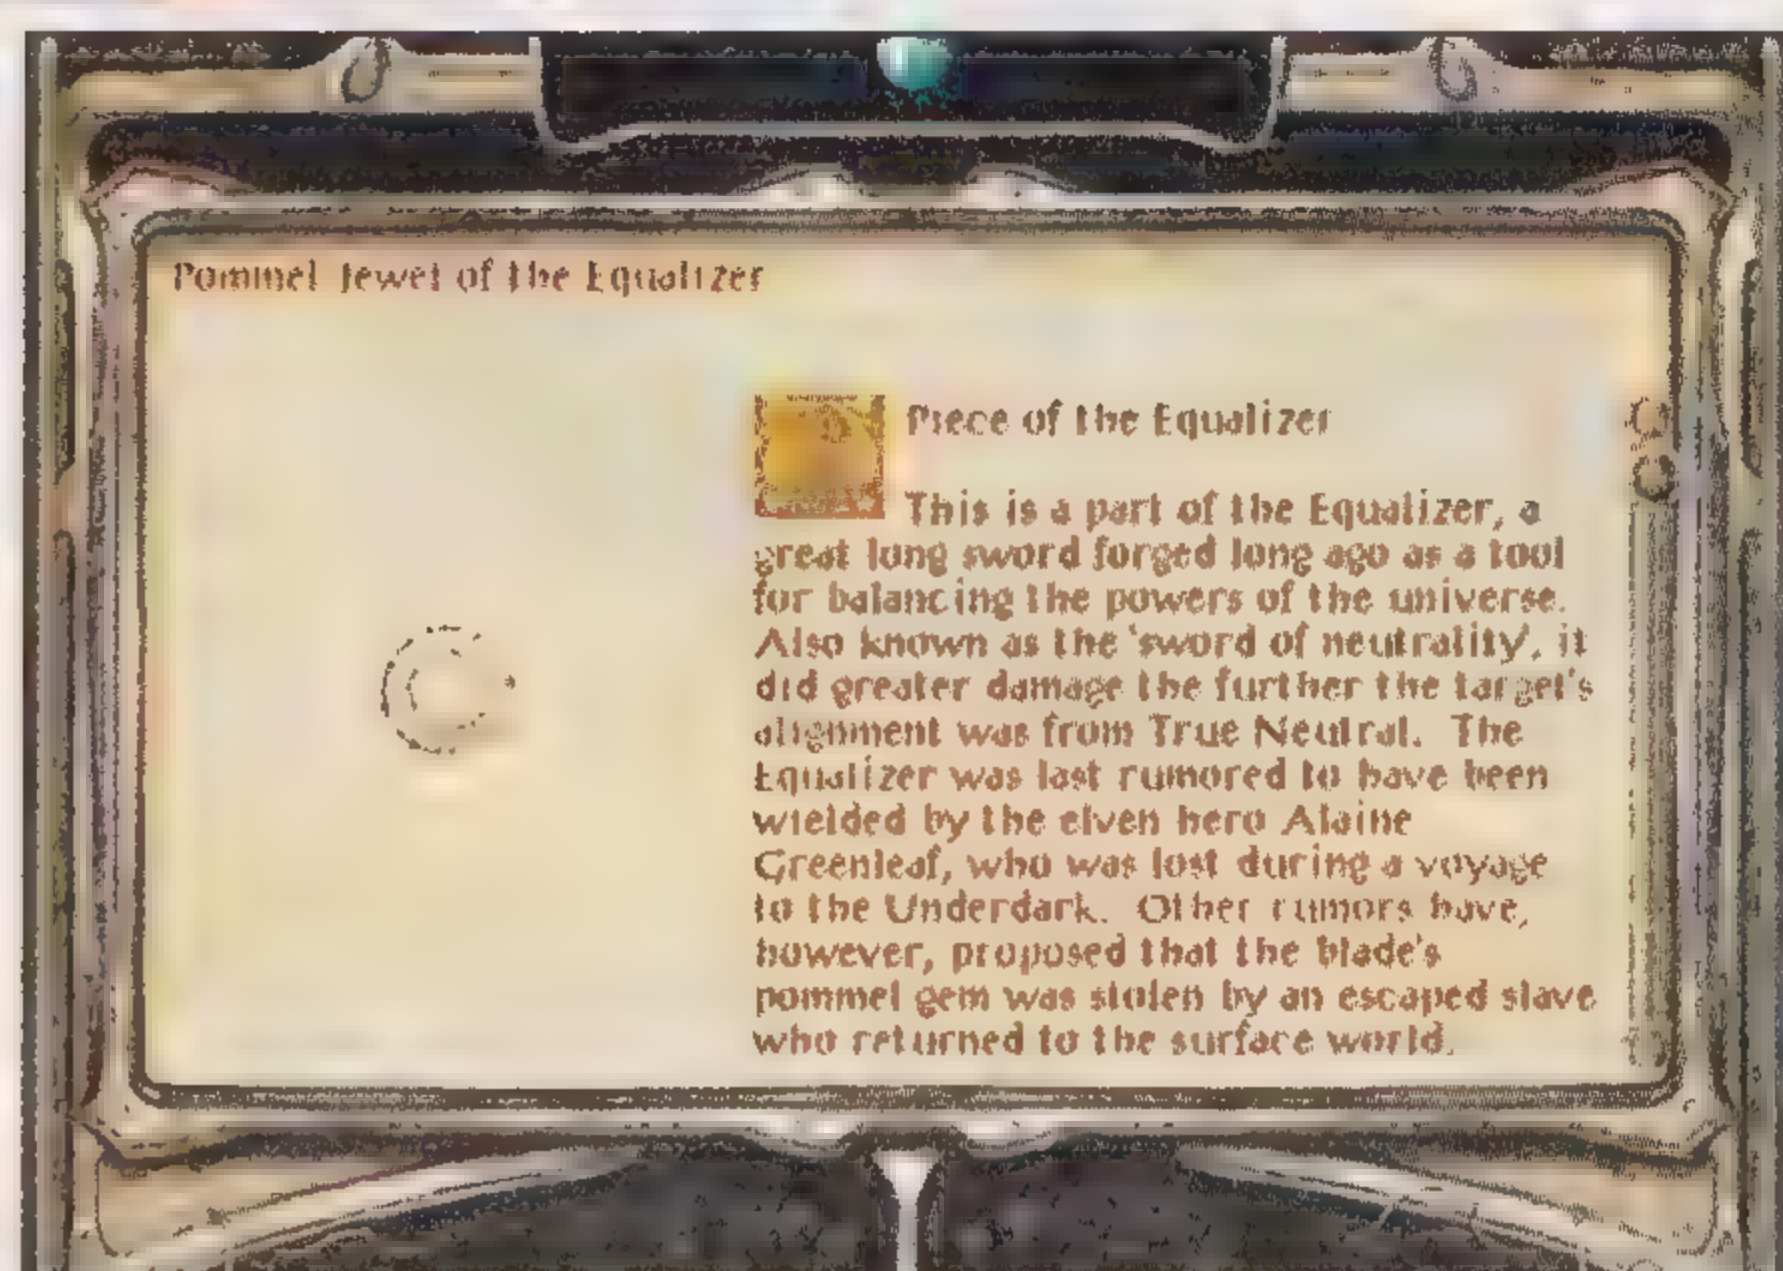 Pommel Jewel of the Equalizer
Piece of the Equalizer
This is a part of the Equalizer, a
great long sword forged long ago as a tool
for balancing the powers of the universe.
Also known as the 'sword of neutrality', it
did greater damage the further the target's
alignment was from True Neutral.  The
Equalizer was last rumored to have been
wielded by the elven hero Alaine
Greenleaf, who was lost during a voyage
to the Underdark.  Other rumors have,
however, proposed that the blade's
pommel gem was stolen by an escaped slave
who returned to the surface world.